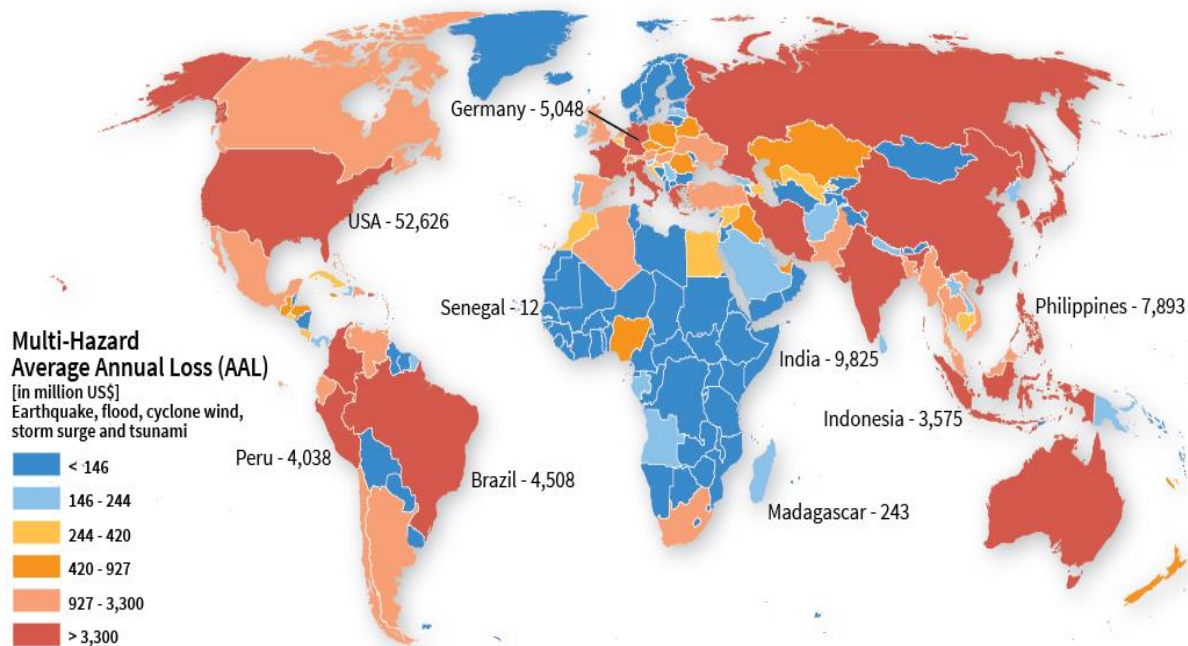 Germany - 5,048
USA - 52,626
Senegal - 12
Philippines - 7,893
India - 9,825
Indonesia - 3,575
Peru - 4,038
Brazil - 4,508
Madagascar - 243
Multi-Hazard
Average Annual Loss (AAL)
[in million US$]
Earthquake, flood, cyclone wind,
storm surge and tsunami
< 146
146 - 244
244 - 420
420 - 927
927 - 3,300
> 3,300